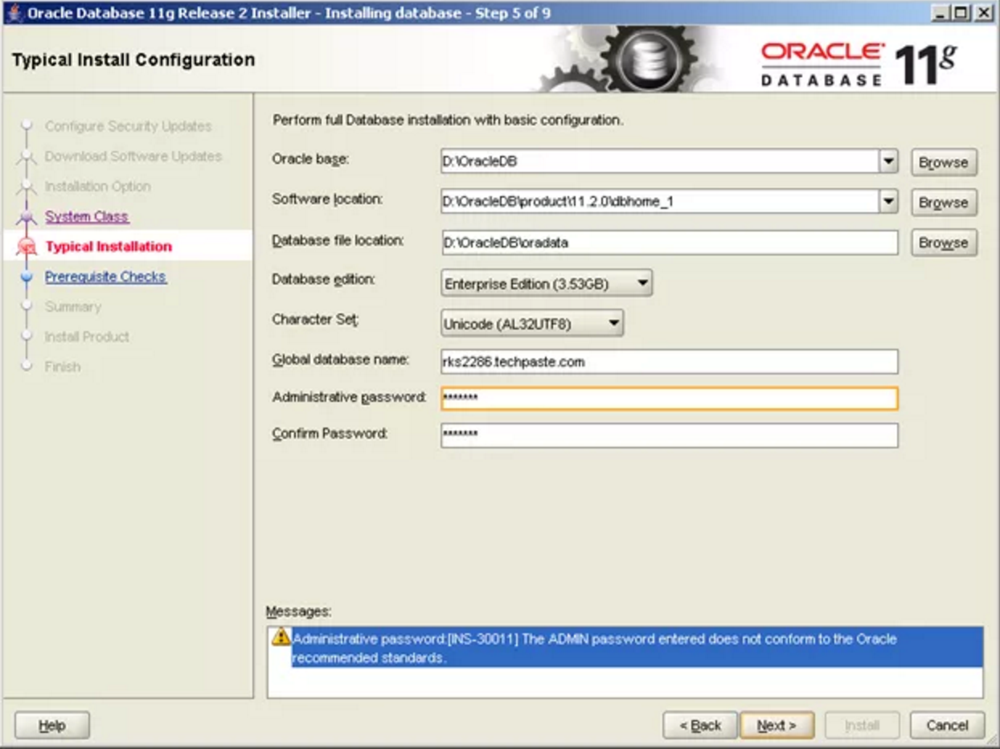 Oracle Database 11g Release 2 Installer - Installing database - Step 5 of 9
Typical Install Configuration
ORACLE
DATABASE
11g
Configure Security Updates
Download Software Updates
Installation Option
System Class
Typical Installation
Prerequisite Checks
Summary
Install Product
Finish
Perform full Database installation with basic configuration.
Oracle base: D:\OracleDB Browse
Software location: D:\OracleDB\product\11.2.0\dbhome_1 Browse
Database file location: D:\OracleDB\oradata Browse
Database edition: Enterprise Edition (3.53GB)
Character Set: Unicode (AL32UTF8)
Global database name: rks2286.techpaste.com
Administrative password: *******
Confirm Password: *******
Messages:
Administrative password:[INS-30011] The ADMIN password entered does not conform to the Oracle
recommended standards.
Help < Back Next > Install Cancel